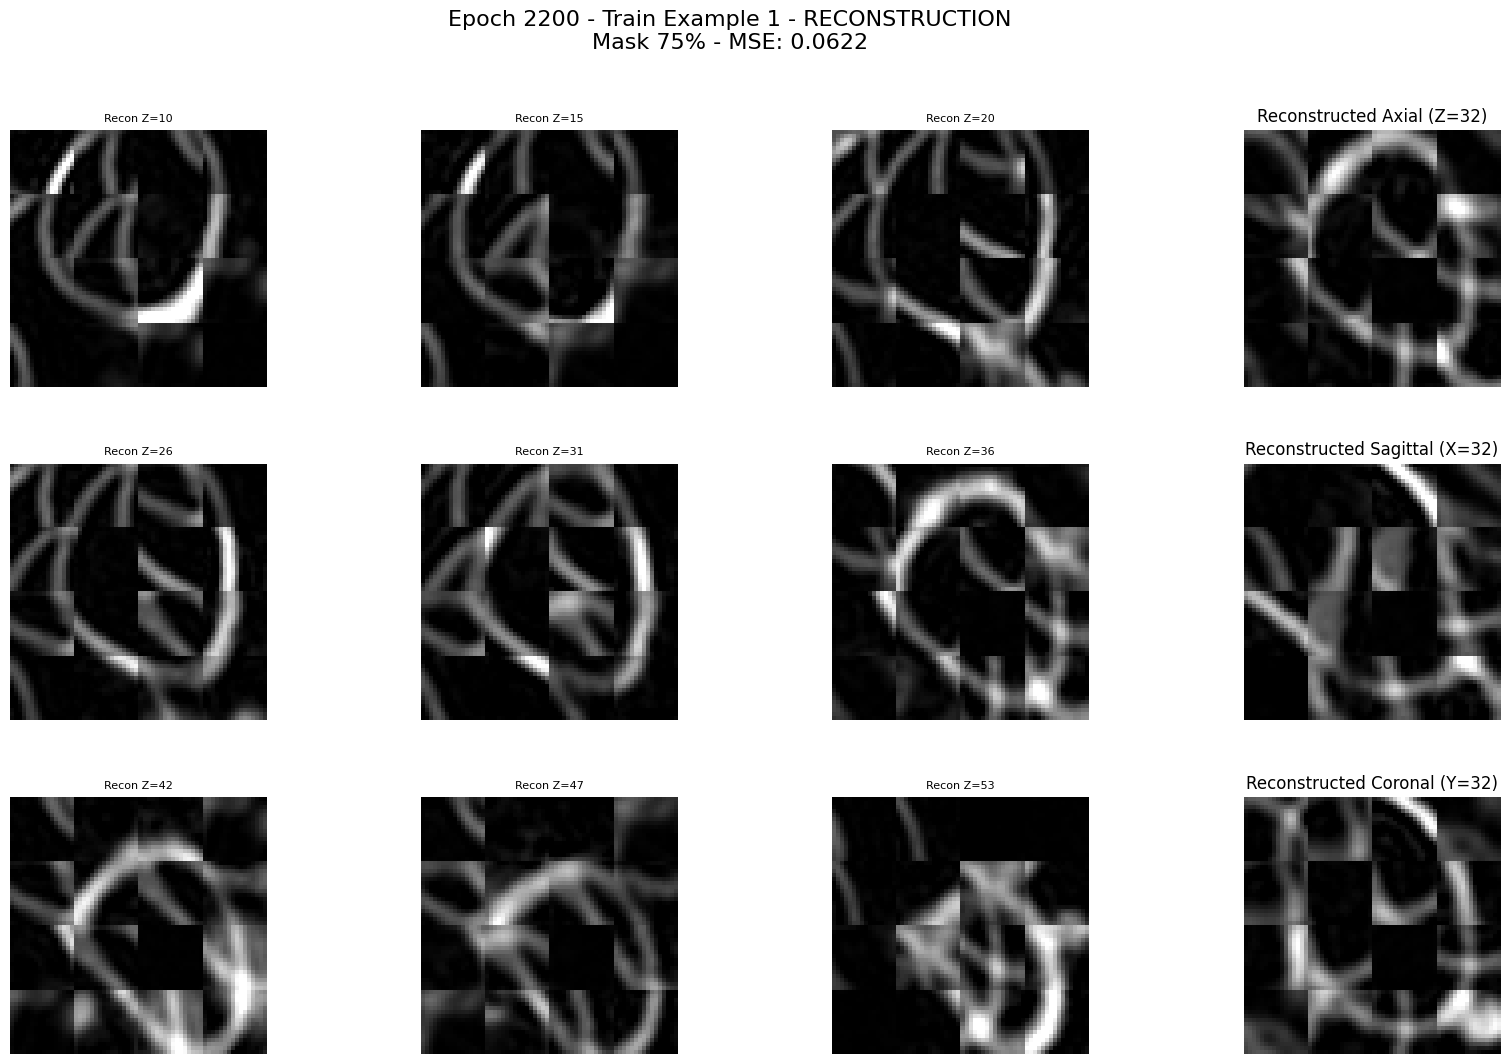 Epoch 2200 - Train Example 1 - RECONSTRUCTION
Mask 75% - MSE: 0.0622
Recon Z=10
Recon Z=15
Recon Z=20
Reconstructed Axial (Z=32)
Recon Z=26
Recon Z=31
Recon Z=36
Reconstructed Sagittal (X=32)
Recon Z=42
Recon Z=47
Recon Z=53
Reconstructed Coronal (Y=32)